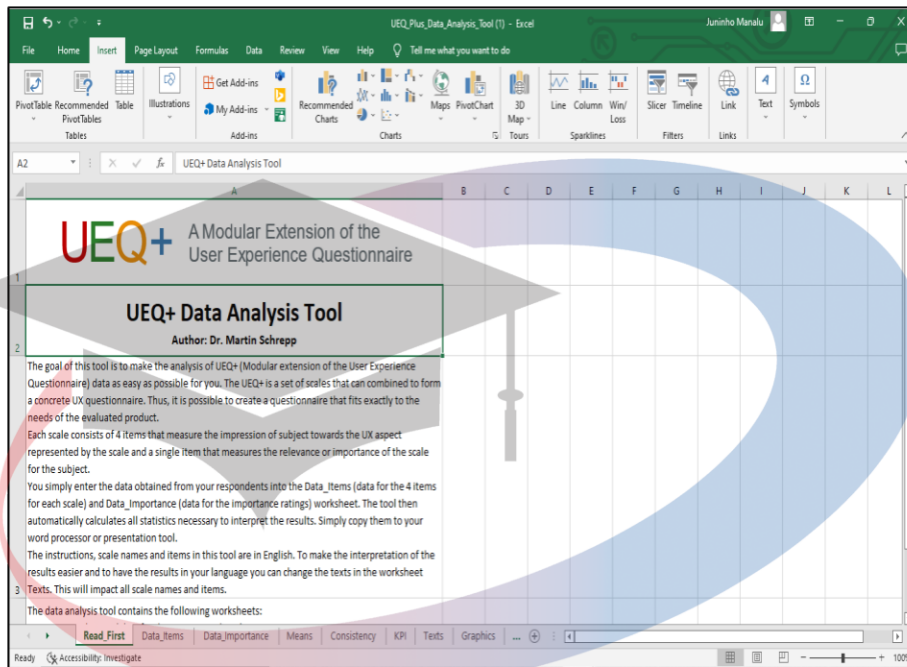 UEQ_Plus_Data_Analysis_Tool (1) - Excel
Juninho Manalu
File Home Insert Page Layout Formulas Data Review View Help Tell me what you want to do
PivotTable Recommended PivotTables Table
Illustrations
Get Add-ins
My Add-ins
Recommended Charts
Maps PivotChart
3D Map
Line Column Win/Loss
Slicer Timeline
Link
Text
Symbols
Tables Add-ins Charts Tours Sparklines Filters Links
A2 fx UEQ+ Data Analysis Tool
A B C D E F G H I J K L
UEQ+ A Modular Extension of the
User Experience Questionnaire
1
UEQ+ Data Analysis Tool
Author: Dr. Martin Schrepp
2
The goal of this tool is to make the analysis of UEQ+ (Modular extension of the User Experience
Questionnaire) data as easy as possible for you. The UEQ+ is a set of scales that can combined to form
a concrete UX questionnaire. Thus, it is possible to create a questionnaire that fits exactly to the
needs of the evaluated product.
Each scale consists of 4 items that measure the impression of subject towards the UX aspect
represented by the scale and a single item that measures the relevance or importance of the scale
for the subject.
You simply enter the data obtained from your respondents into the Data_Items (data for the 4 items
for each scale) and Data_Importance (data for the importance ratings) worksheet. The tool then
automatically calculates all statistics necessary to interpret the results. Simply copy them to your
word processor or presentation tool.
The instructions, scale names and items in this tool are in English. To make the interpretation of the
results easier and to have the results in your language you can change the texts in the worksheet
3 Texts. This will impact all scale names and items.
The data analysis tool contains the following worksheets:
Read_First Data_Items Data_Importance Means Consistency KPI Texts Graphics ...
Ready Accessibility: Investigate 100%